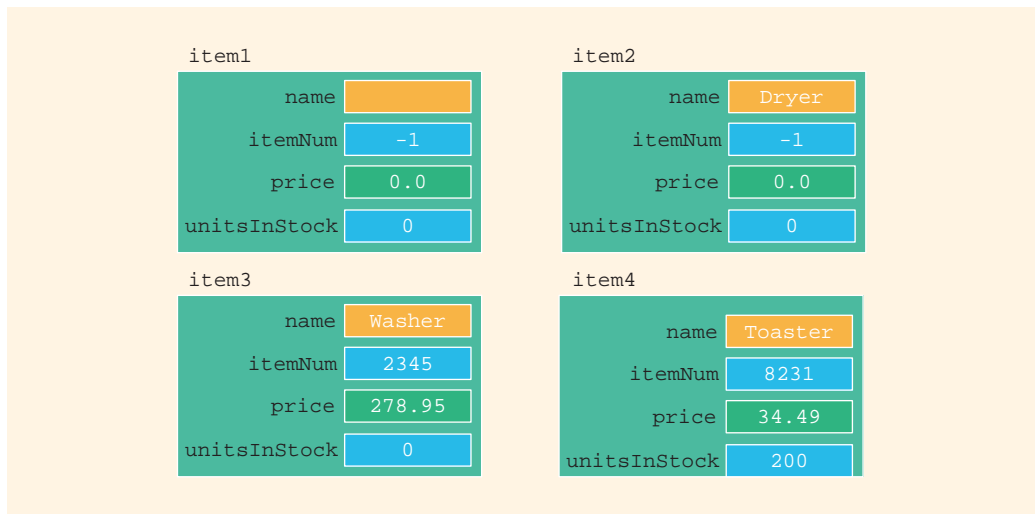 item1
name
itemNum -1
price 0.0
unitsInStock 0
item2
name Dryer
itemNum -1
price 0.0
unitsInStock 0
item3
name Washer
itemNum 2345
price 278.95
unitsInStock 0
item4
name Toaster
itemNum 8231
price 34.49
unitsInStock 200